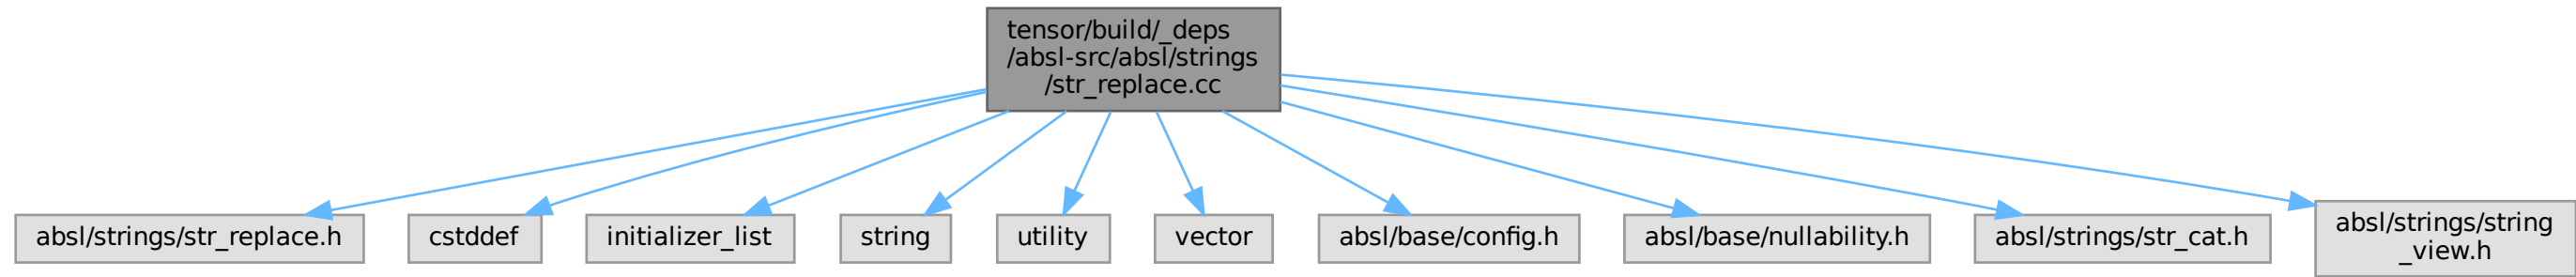 tensor/build/_deps
/absl-src/absl/strings
/str_replace.cc
absl/strings/str_replace.h
cstddef
initializer_list
string
utility
vector
absl/base/config.h
absl/base/nullability.h
absl/strings/str_cat.h
absl/strings/string
_view.h